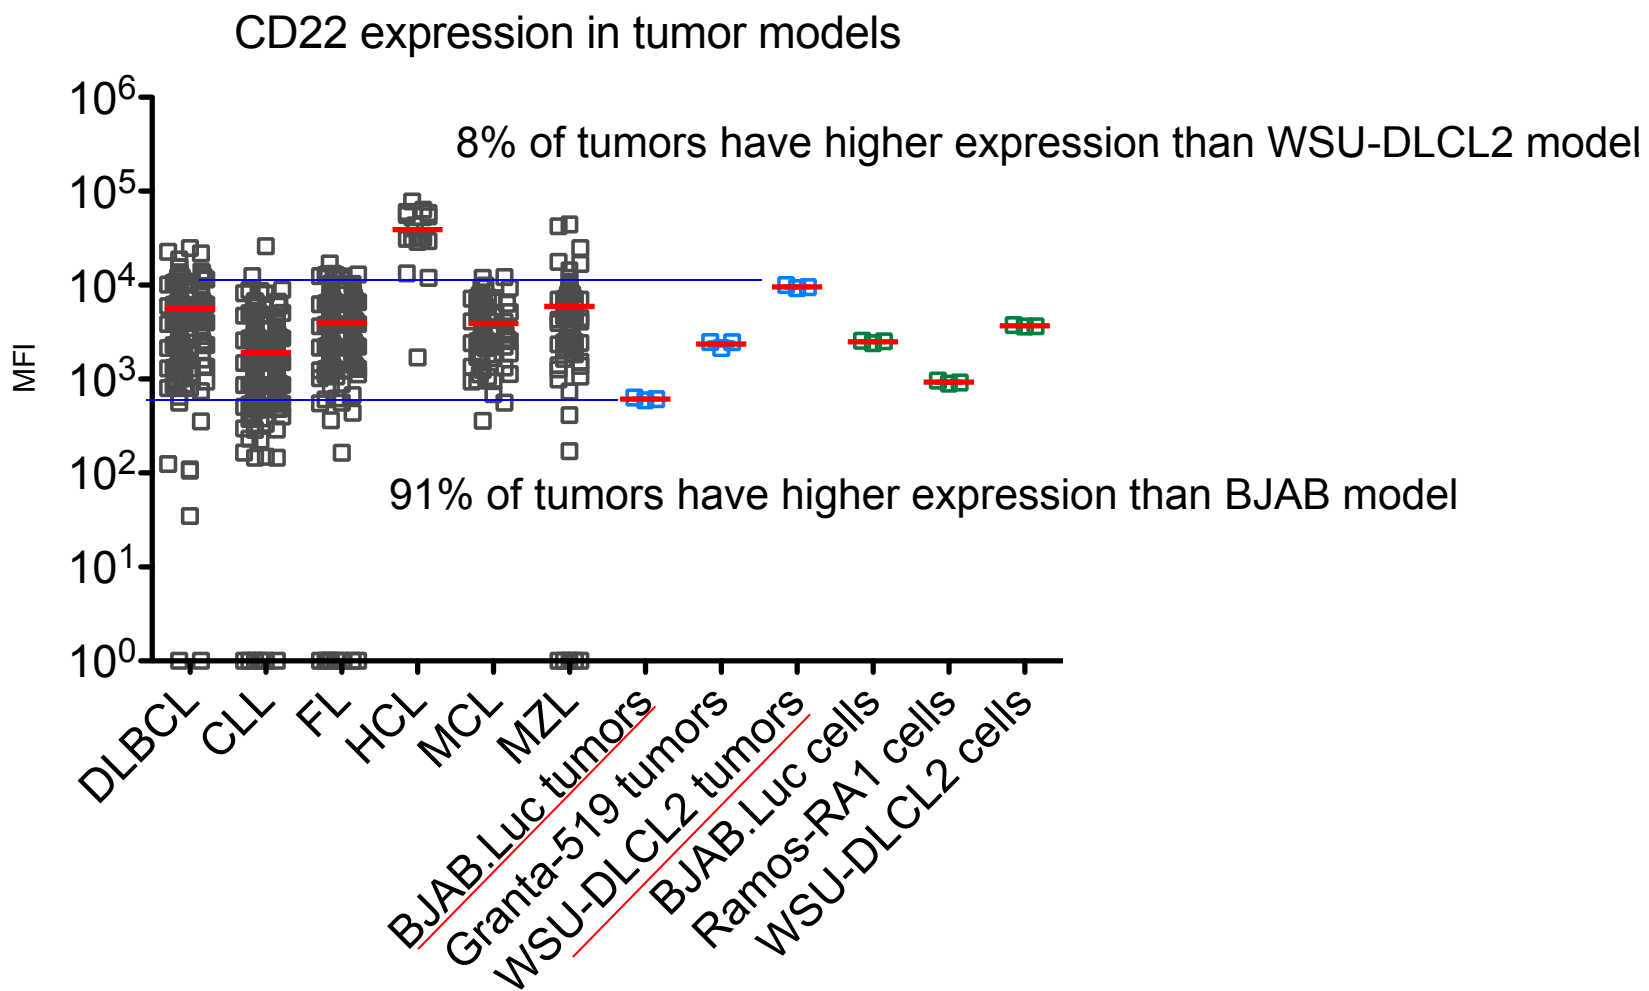 CD22 expression in tumor models
10^6
8% of tumors have higher expression than WSU-DLCL2 model
10^5
10^4
10^3
MFI
10^2
91% of tumors have higher expression than BJAB model
10^1
10^0
DLBCL
CLL
FL
HCL
MCL
MZL
BJAB.Luc tumors
Granta-519 tumors
WSU-DLCL2 tumors
BJAB.Luc cells
Ramos-RA1 cells
WSU-DLCL2 cells